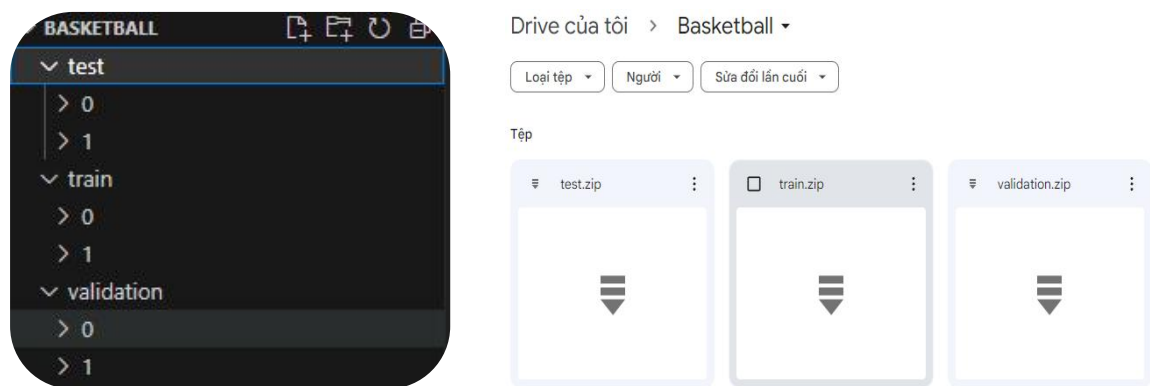 BASKETBALL
test
0
1
train
0
1
validation
0
1
Drive của tôi > Basketball
Loại tệp
Người
Sửa đổi lần cuối
Tệp
test.zip
train.zip
validation.zip